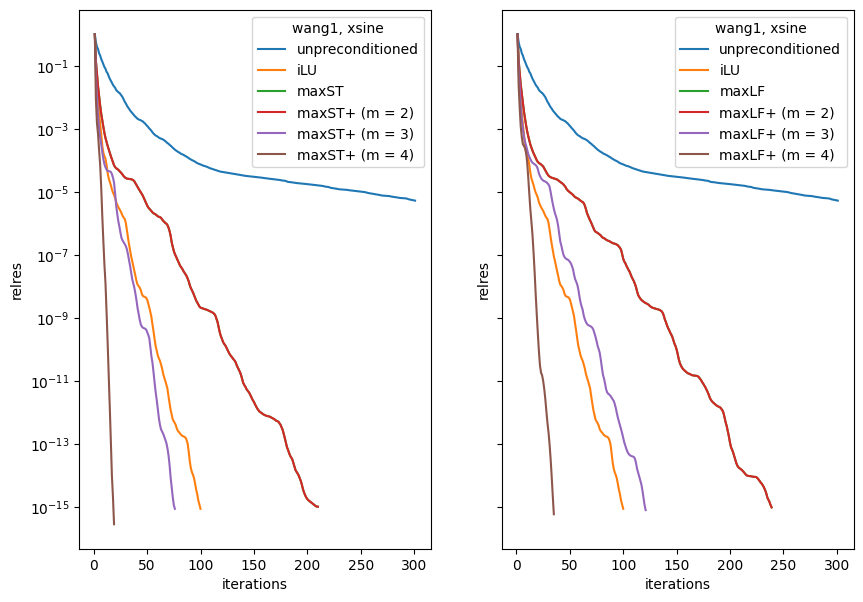 wang1, xsine
unpreconditioned
iLU
maxST
maxST+ (m = 2)
maxST+ (m = 3)
maxST+ (m = 4)
10⁻¹
10⁻³
10⁻⁵
10⁻⁷
10⁻⁹
10⁻¹¹
10⁻¹³
10⁻¹⁵
relres
0 50 100 150 200 250 300
iterations
wang1, xsine
unpreconditioned
iLU
maxLF
maxLF+ (m = 2)
maxLF+ (m = 3)
maxLF+ (m = 4)
relres
0 50 100 150 200 250 300
iterations